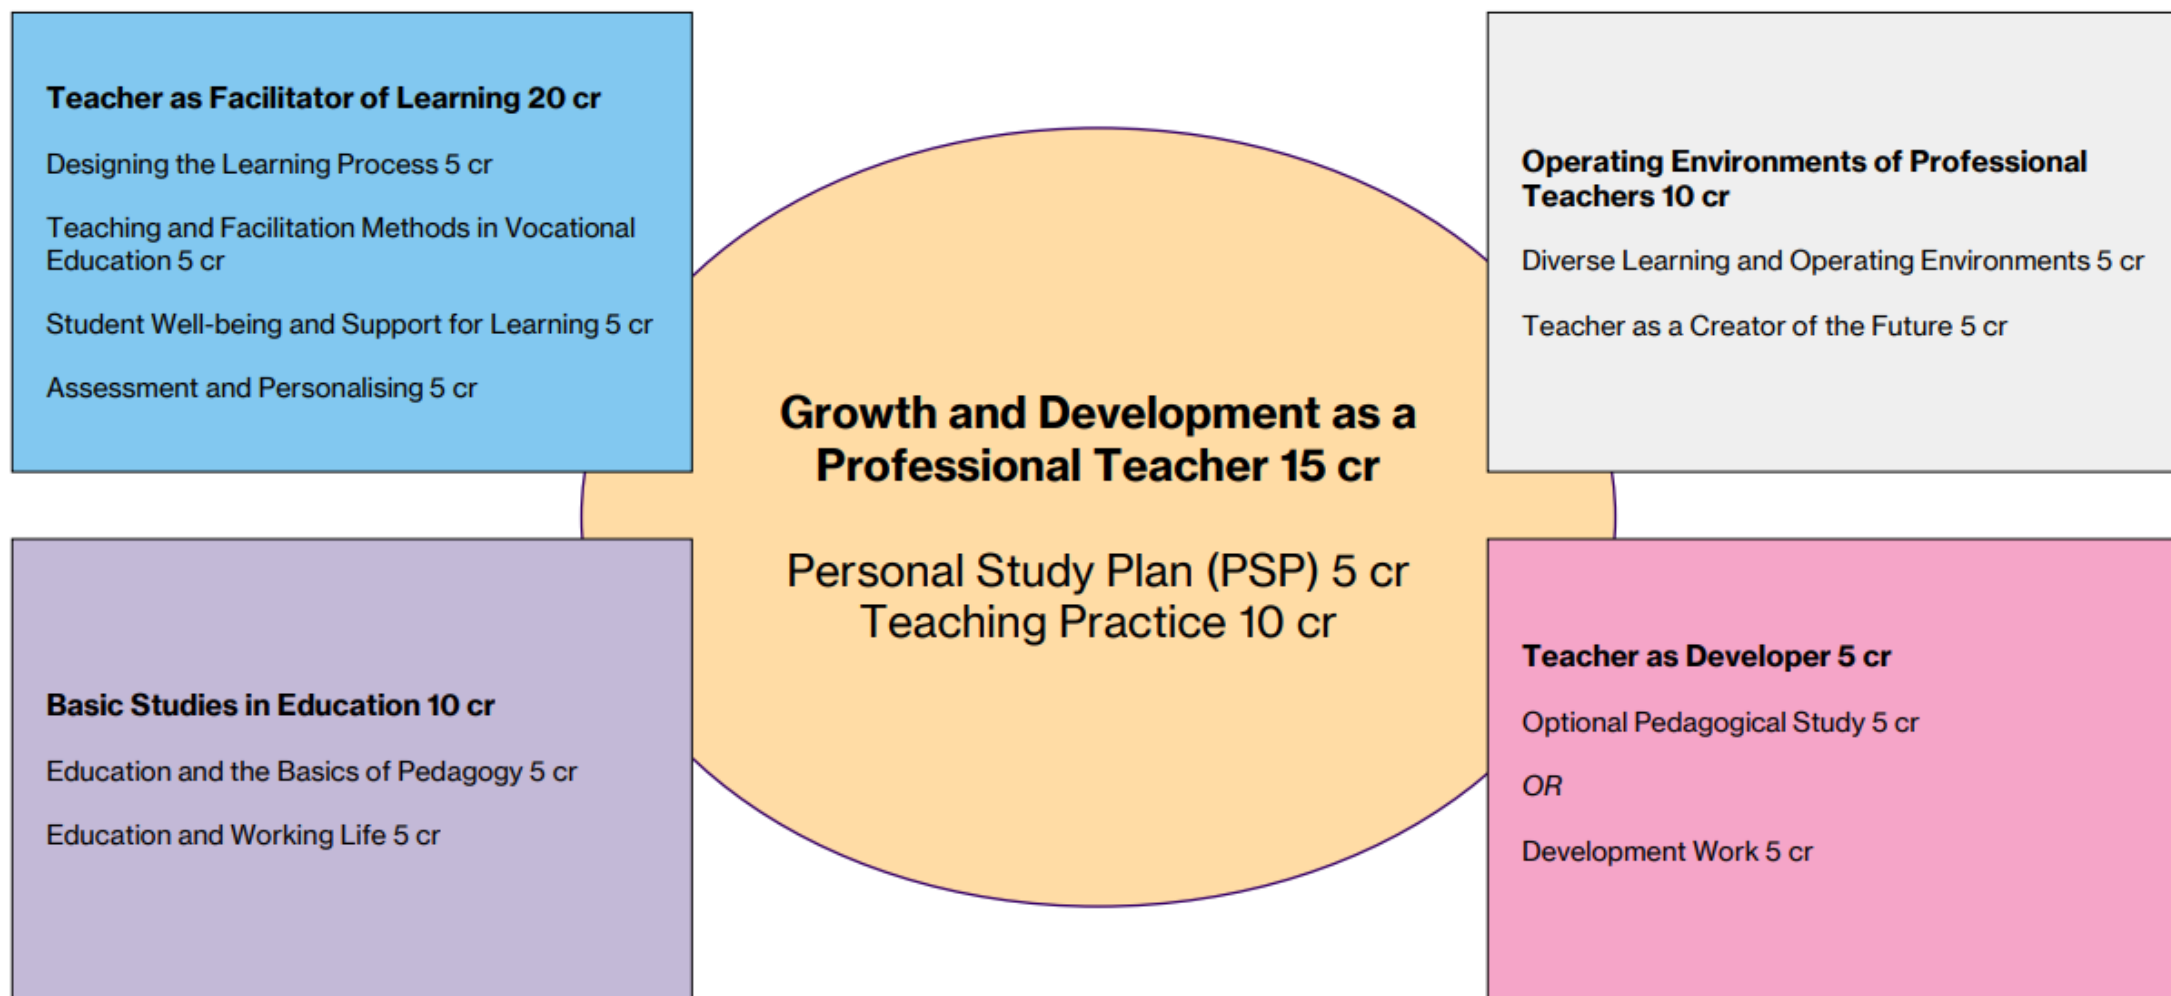 Teacher as Facilitator of Learning 20 cr
Designing the Learning Process 5 cr
Teaching and Facilitation Methods in Vocational
Education 5 cr
Student Well-being and Support for Learning 5 cr
Assessment and Personalising 5 cr
Operating Environments of Professional
Teachers 10 cr
Diverse Learning and Operating Environments 5 cr
Teacher as a Creator of the Future 5 cr
Growth and Development as a
Professional Teacher 15 cr
Personal Study Plan (PSP) 5 cr
Teaching Practice 10 cr
Basic Studies in Education 10 cr
Education and the Basics of Pedagogy 5 cr
Education and Working Life 5 cr
Teacher as Developer 5 cr
Optional Pedagogical Study 5 cr
OR
Development Work 5 cr